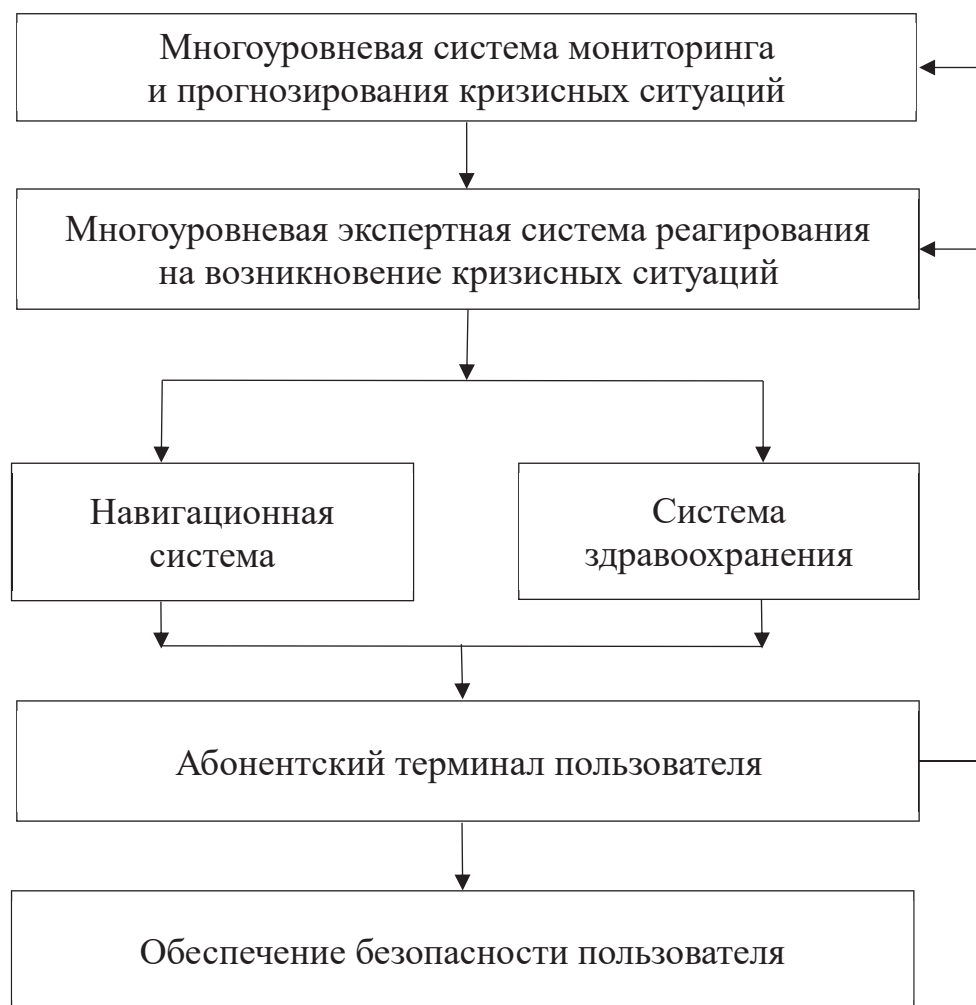 Многоуровневая система мониторинга
и прогнозирования кризисных ситуаций
Многоуровневая экспертная система реагирования
на возникновение кризисных ситуаций
Навигационная
система
Система
здравоохранения
Абонентский терминал пользователя
Обеспечение безопасности пользователя